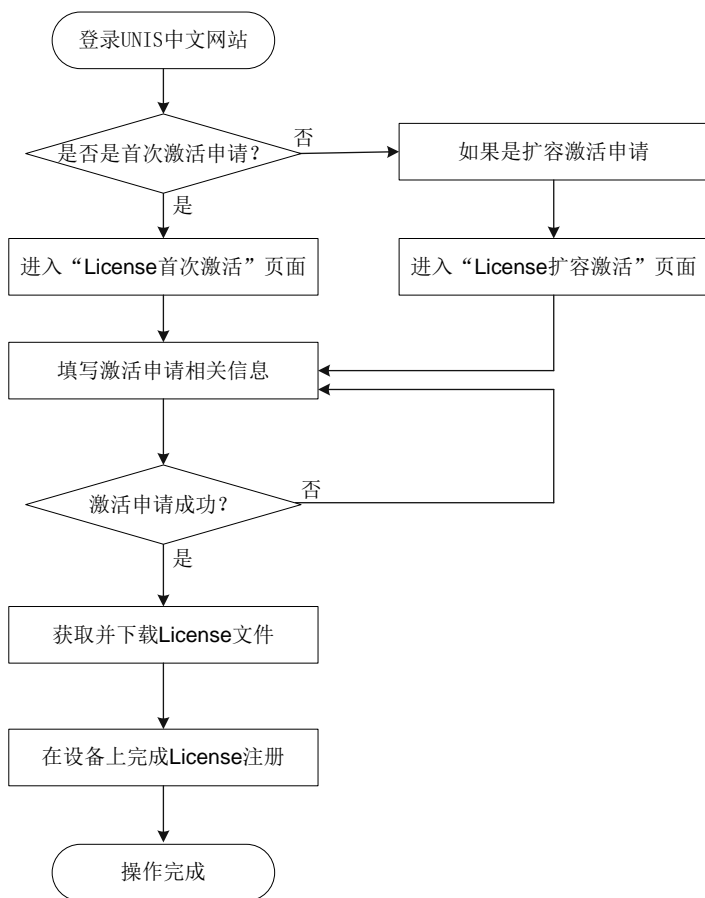 登录UNIS中文网站
是否是首次激活申请？
否
如果是扩容激活申请
是
进入“License首次激活”页面
进入“License扩容激活”页面
填写激活申请相关信息
激活申请成功？
否
是
获取并下载License文件
在设备上完成License注册
操作完成